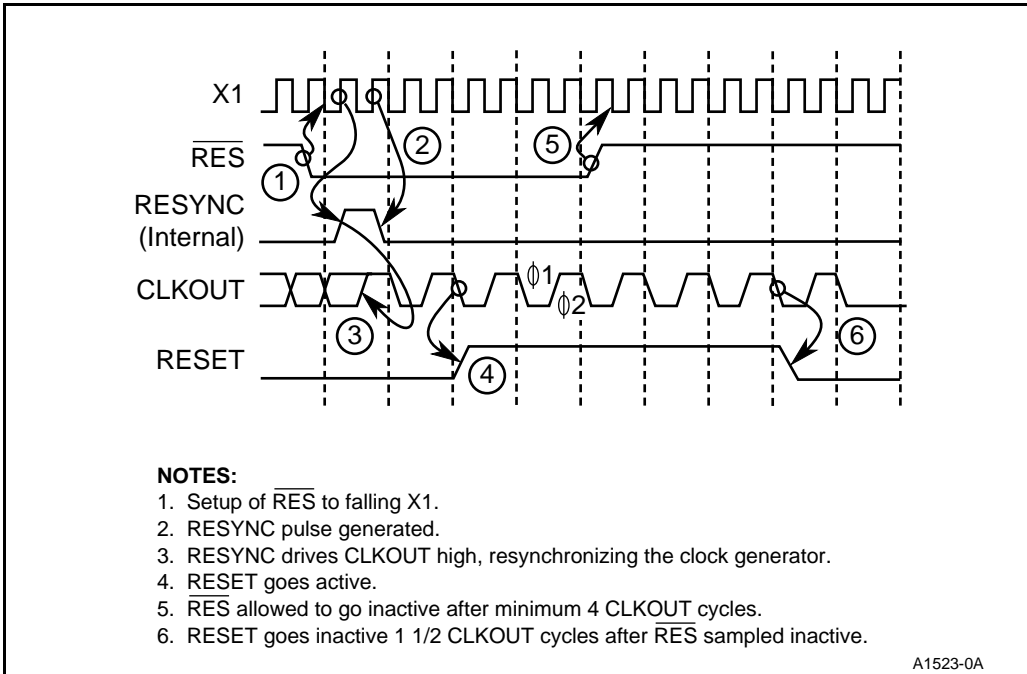 X1
RES
RESYNC
(Internal)
CLKOUT
RESET
1
2
3
4
5
6
ϕ1
ϕ2
NOTES:
1. Setup of RES to falling X1.
2. RESYNC pulse generated.
3. RESYNC drives CLKOUT high, resynchronizing the clock generator.
4. RESET goes active.
5. RES allowed to go inactive after minimum 4 CLKOUT cycles.
6. RESET goes inactive 1 1/2 CLKOUT cycles after RES sampled inactive.
A1523-0A